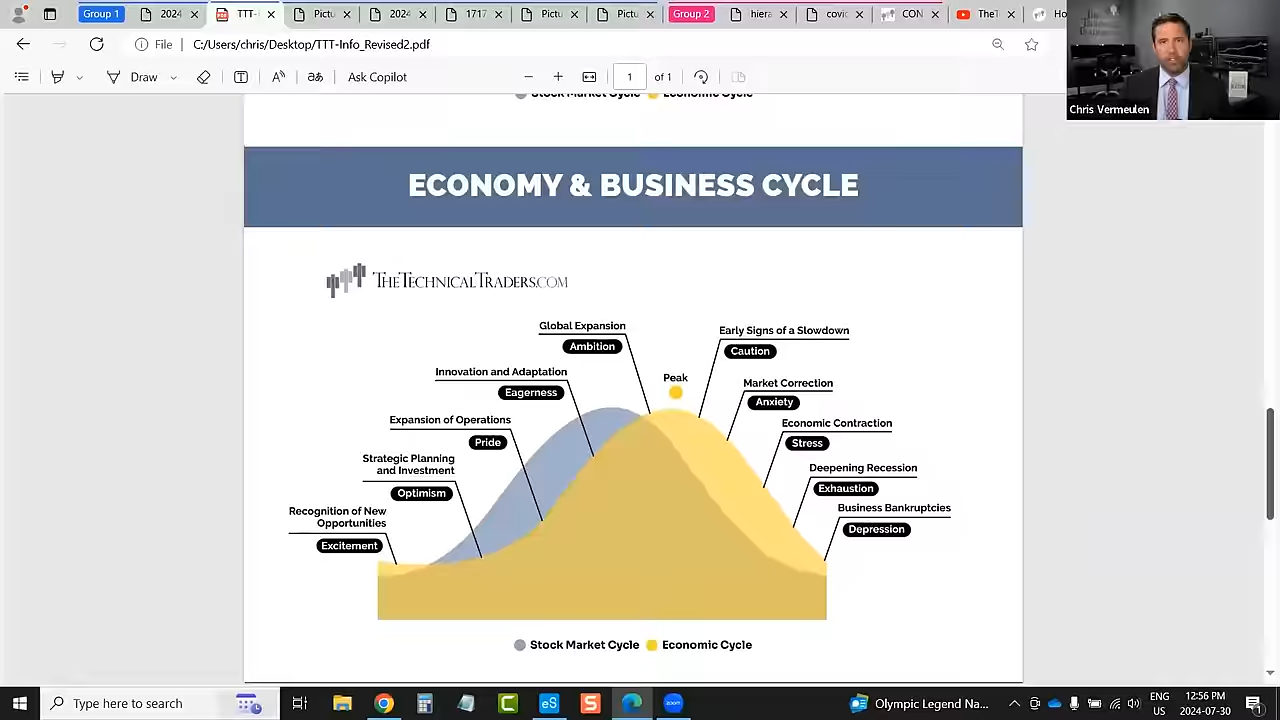 Group 1
2024
TTT-I
Pictu
2024
1717
Pictu
Pictu
Group 2
hiera
CON
TheT
Ho
File
C:/Users/chris/Desktop/TTT-Info_Revised2.pdf
Draw
Ask Copilot
1 of 1
Chris Vermeulen
Stock Market Cycle Economic Cycle
ECONOMY & BUSINESS CYCLE
THETECHNICALTRADERS.COM
Global Expansion
Ambition
Early Signs of a Slowdown
Caution
Peak
Innovation and Adaptation
Eagerness
Market Correction
Anxiety
Expansion of Operations
Pride
Economic Contraction
Stress
Strategic Planning
and Investment
Optimism
Deepening Recession
Exhaustion
Recognition of New
Opportunities
Excitement
Business Bankruptcies
Depression
Stock Market Cycle Economic Cycle
Type here to search
Olympic Legend Na...
ENG
US
12:56 PM
2024-07-30